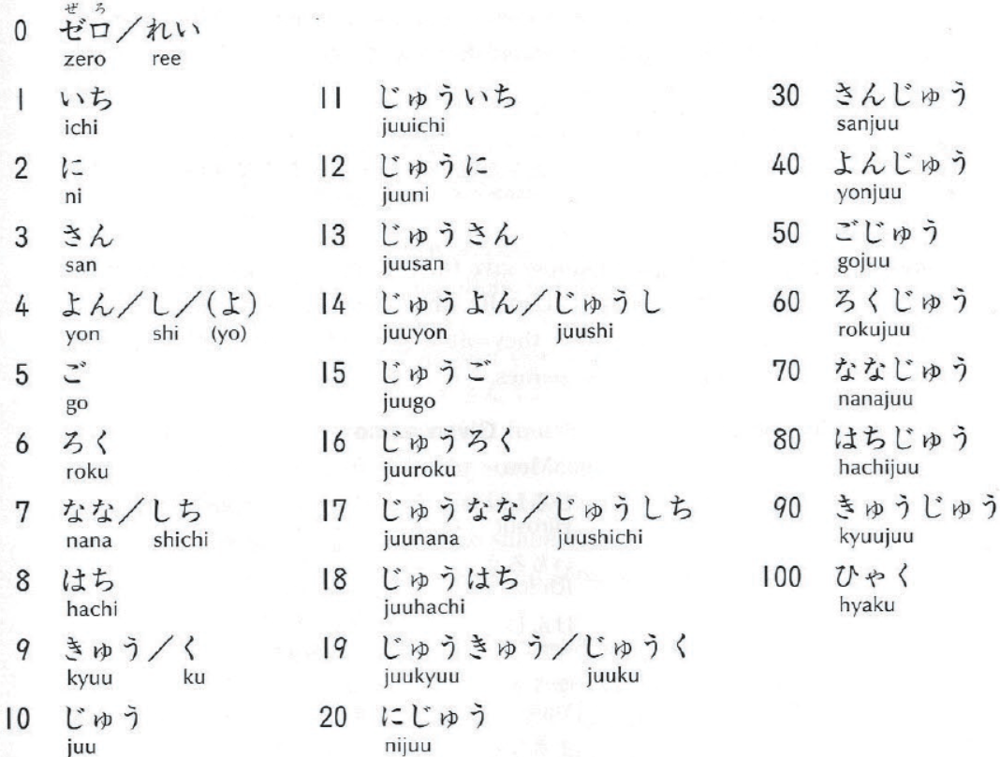 ぜ ろ
0 ゼロ／れい
zero ree
1 いち
ichi
2 に
ni
3 さん
san
4 よん／し／(よ)
yon shi (yo)
5 ご
go
6 ろく
roku
7 なな／しち
nana shichi
8 はち
hachi
9 きゅう／く
kyuu ku
10 じゅう
juu
11 じゅういち
juuichi
12 じゅうに
juuni
13 じゅうさん
juusan
14 じゅうよん／じゅうし
juuyon juushi
15 じゅうご
juugo
16 じゅうろく
juuroku
17 じゅうなな／じゅうしち
juunana juushichi
18 じゅうはち
juuhachi
19 じゅうきゅう／じゅうく
juukyuu juuku
20 にじゅう
nijuu
30 さんじゅう
sanjuu
40 よんじゅう
yonjuu
50 ごじゅう
gojuu
60 ろくじゅう
rokujuu
70 ななじゅう
nanajuu
80 はちじゅう
hachijuu
90 きゅうじゅう
kyuujuu
100 ひゃく
hyaku